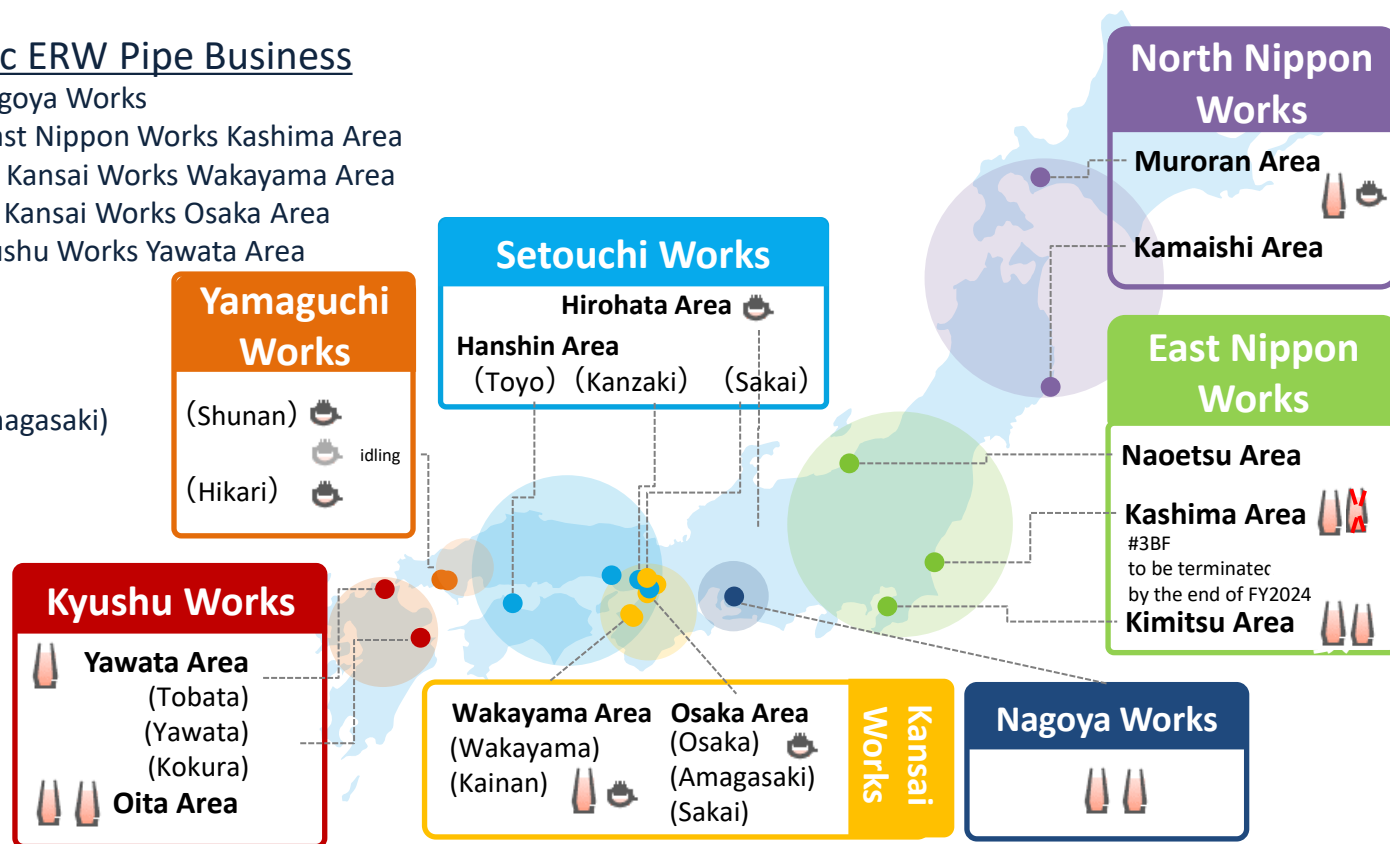 c ERW Pipe Business
goya Works
ast Nippon Works Kashima Area
Kansai Works Wakayama Area
Kansai Works Osaka Area
ushu Works Yawata Area
magasaki)
North Nippon
Works
Muroran Area
Kamaishi Area
Setouchi Works
Hirohata Area
Hanshin Area
（Toyo）（Kanzaki） （Sakai）
Yamaguchi
Works
（Shunan）
idling
（Hikari）
East Nippon
Works
Naoetsu Area
Kashima Area
#3BF
to be terminated
by the end of FY2024
Kimitsu Area
Kyushu Works
Yawata Area
(Tobata)
(Yawata)
(Kokura)
Oita Area
Wakayama Area
(Wakayama)
(Kainan)
Osaka Area
(Osaka)
(Amagasaki)
(Sakai)
Kansai
Works
Nagoya Works